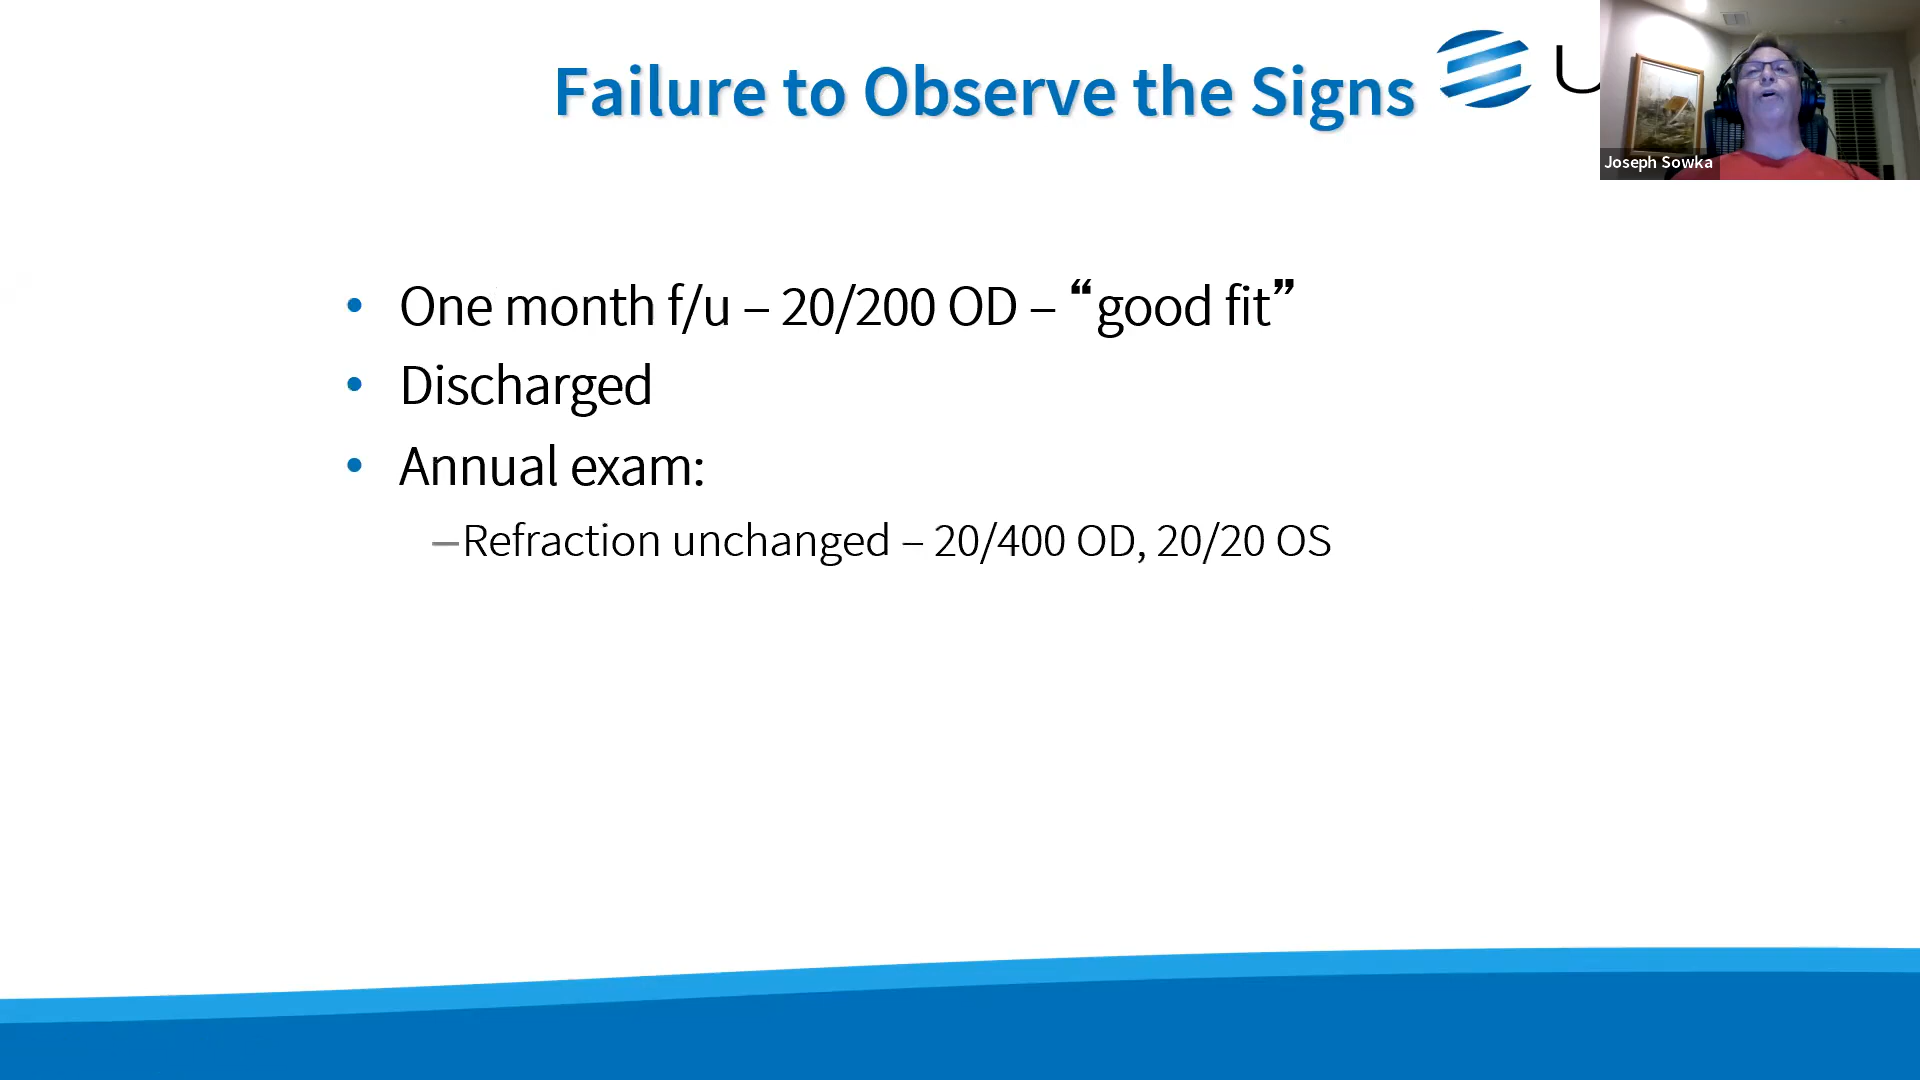 Failure to Observe the Signs
U
Joseph Sowka
• One month f/u – 20/200 OD – “good fit”
• Discharged
• Annual exam:
–Refraction unchanged – 20/400 OD, 20/20 OS